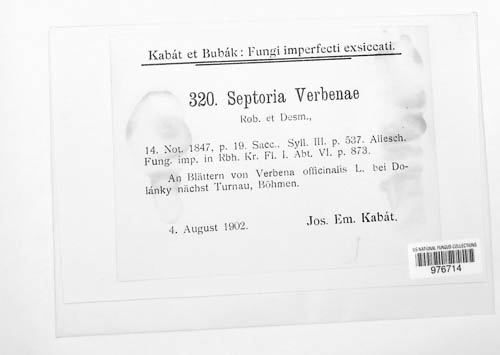 Kabát et Bubák: Fungi imperfecti exsiccati.
320. Septoria Verbenae
Rob. et Desm.,
14. Not. 1847, p. 19. Sacc., Syll. III. p. 537. Allesch.
Fung. imp. in Rbh. Kr. Fl. I. Abt. VI. p. 873.
An Blättern von Verbena officinalis L. bei Do-
lánky nächst Turnau, Böhmen.
4. August 1902.
Jos. Em. Kabát.
US NATIONAL FUNGUS COLLECTIONS
976714